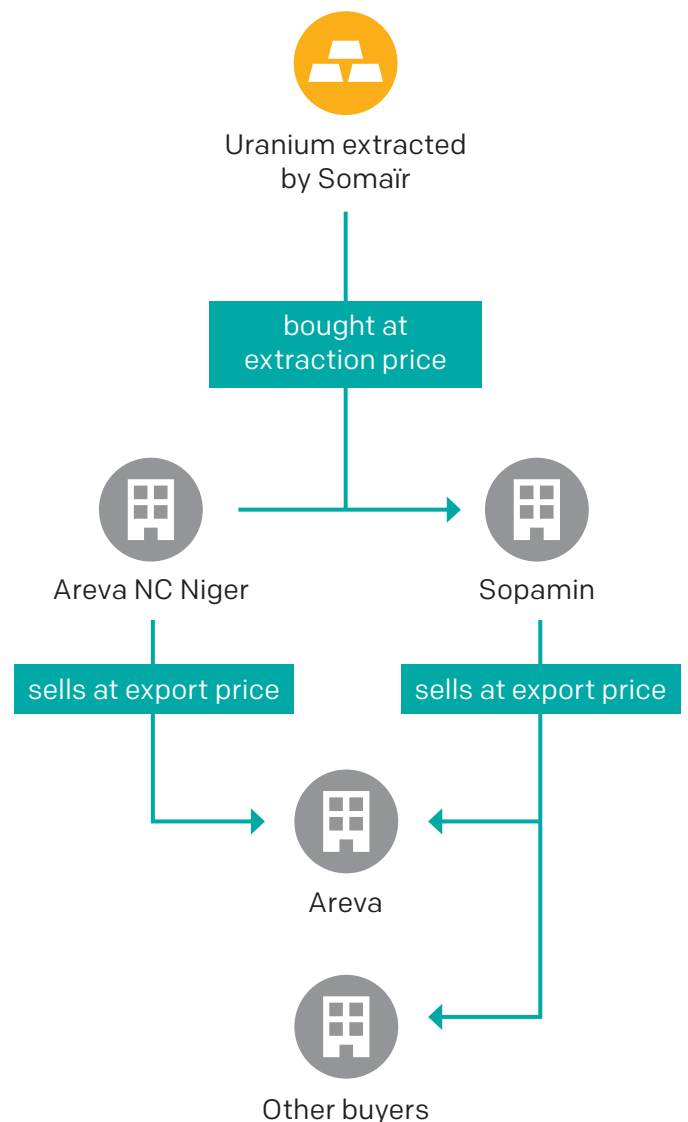 Uranium extracted
by Somaïr
bought at
extraction price
Areva NC Niger
Sopamin
sells at export price
sells at export price
Areva
Other buyers